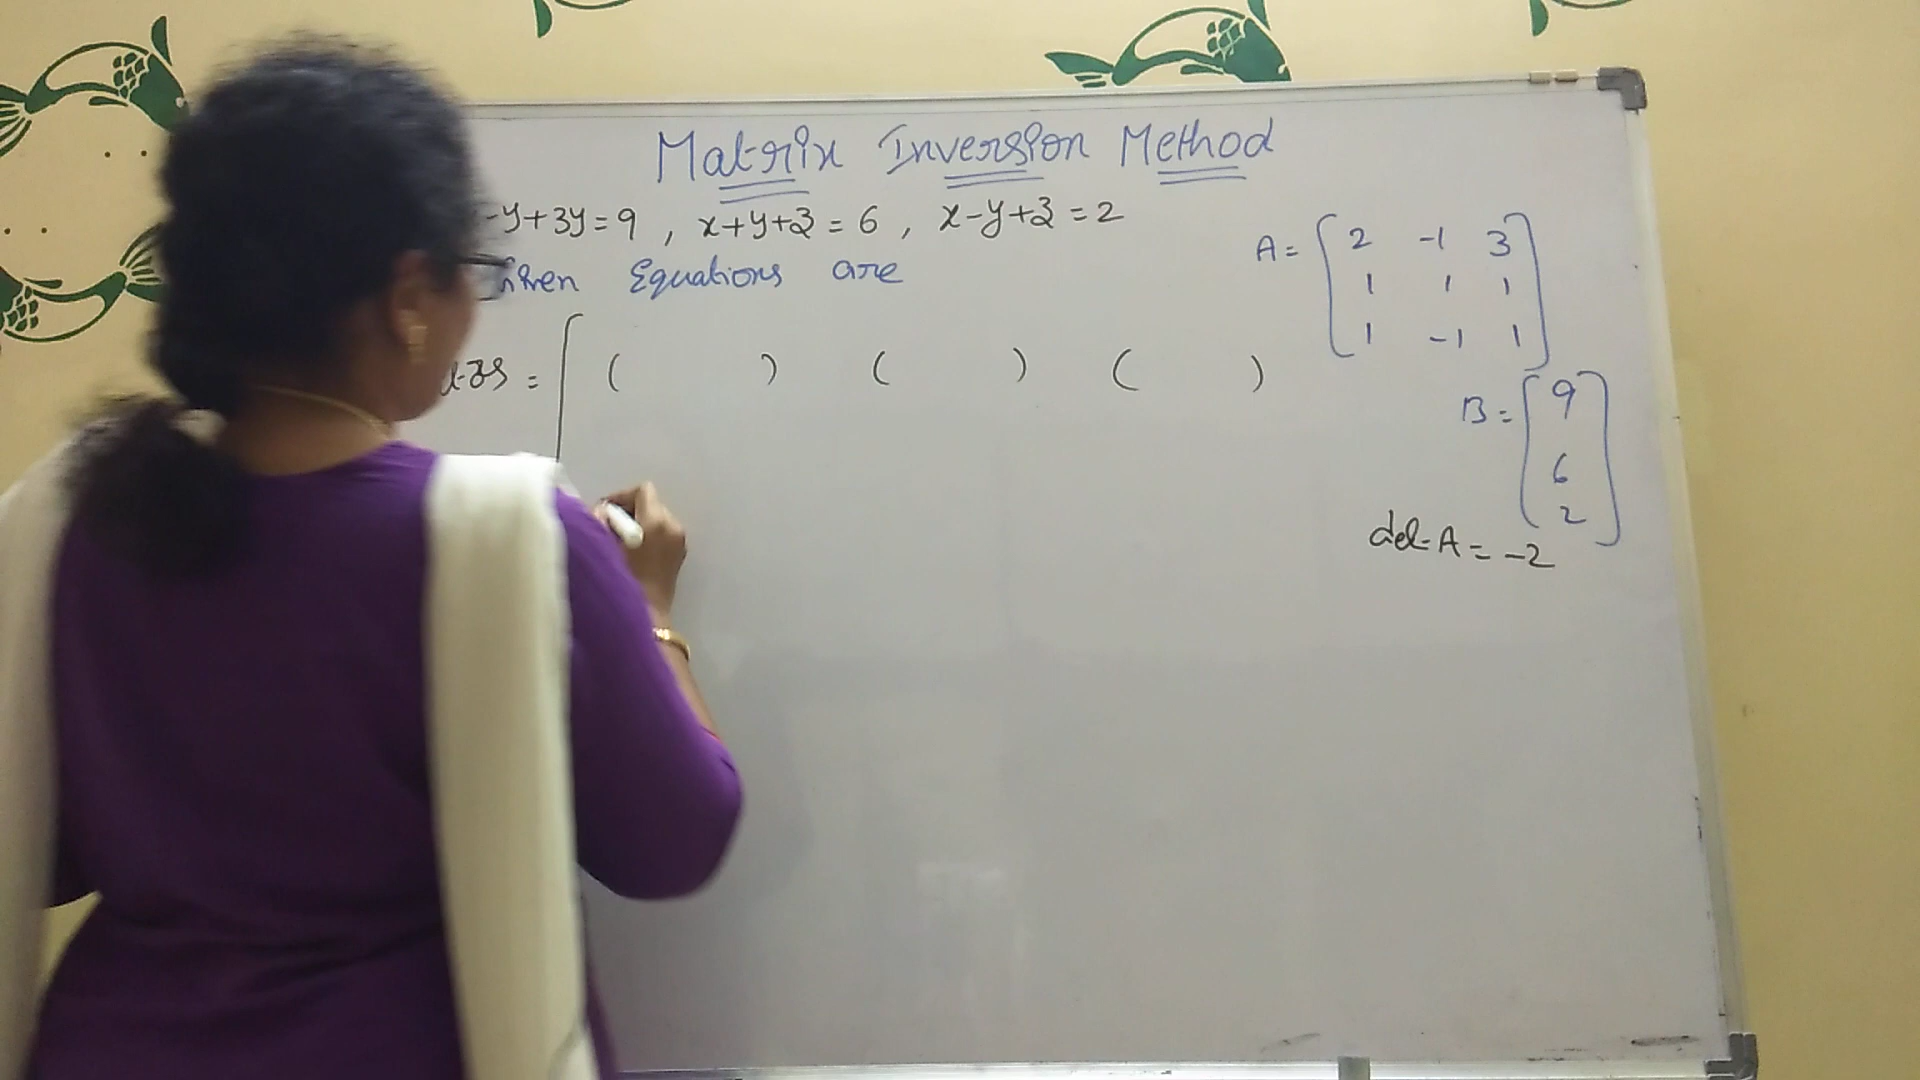 Matrix Inversion Method
-y+3y=9, x+y+z=6, x-y+z=2
Equations are
= [ ( ) ( ) ( )
A= [ 2 -1 3
1 1 1
1 -1 1 ]
B= [ 9
6
2 ]
det A = -2